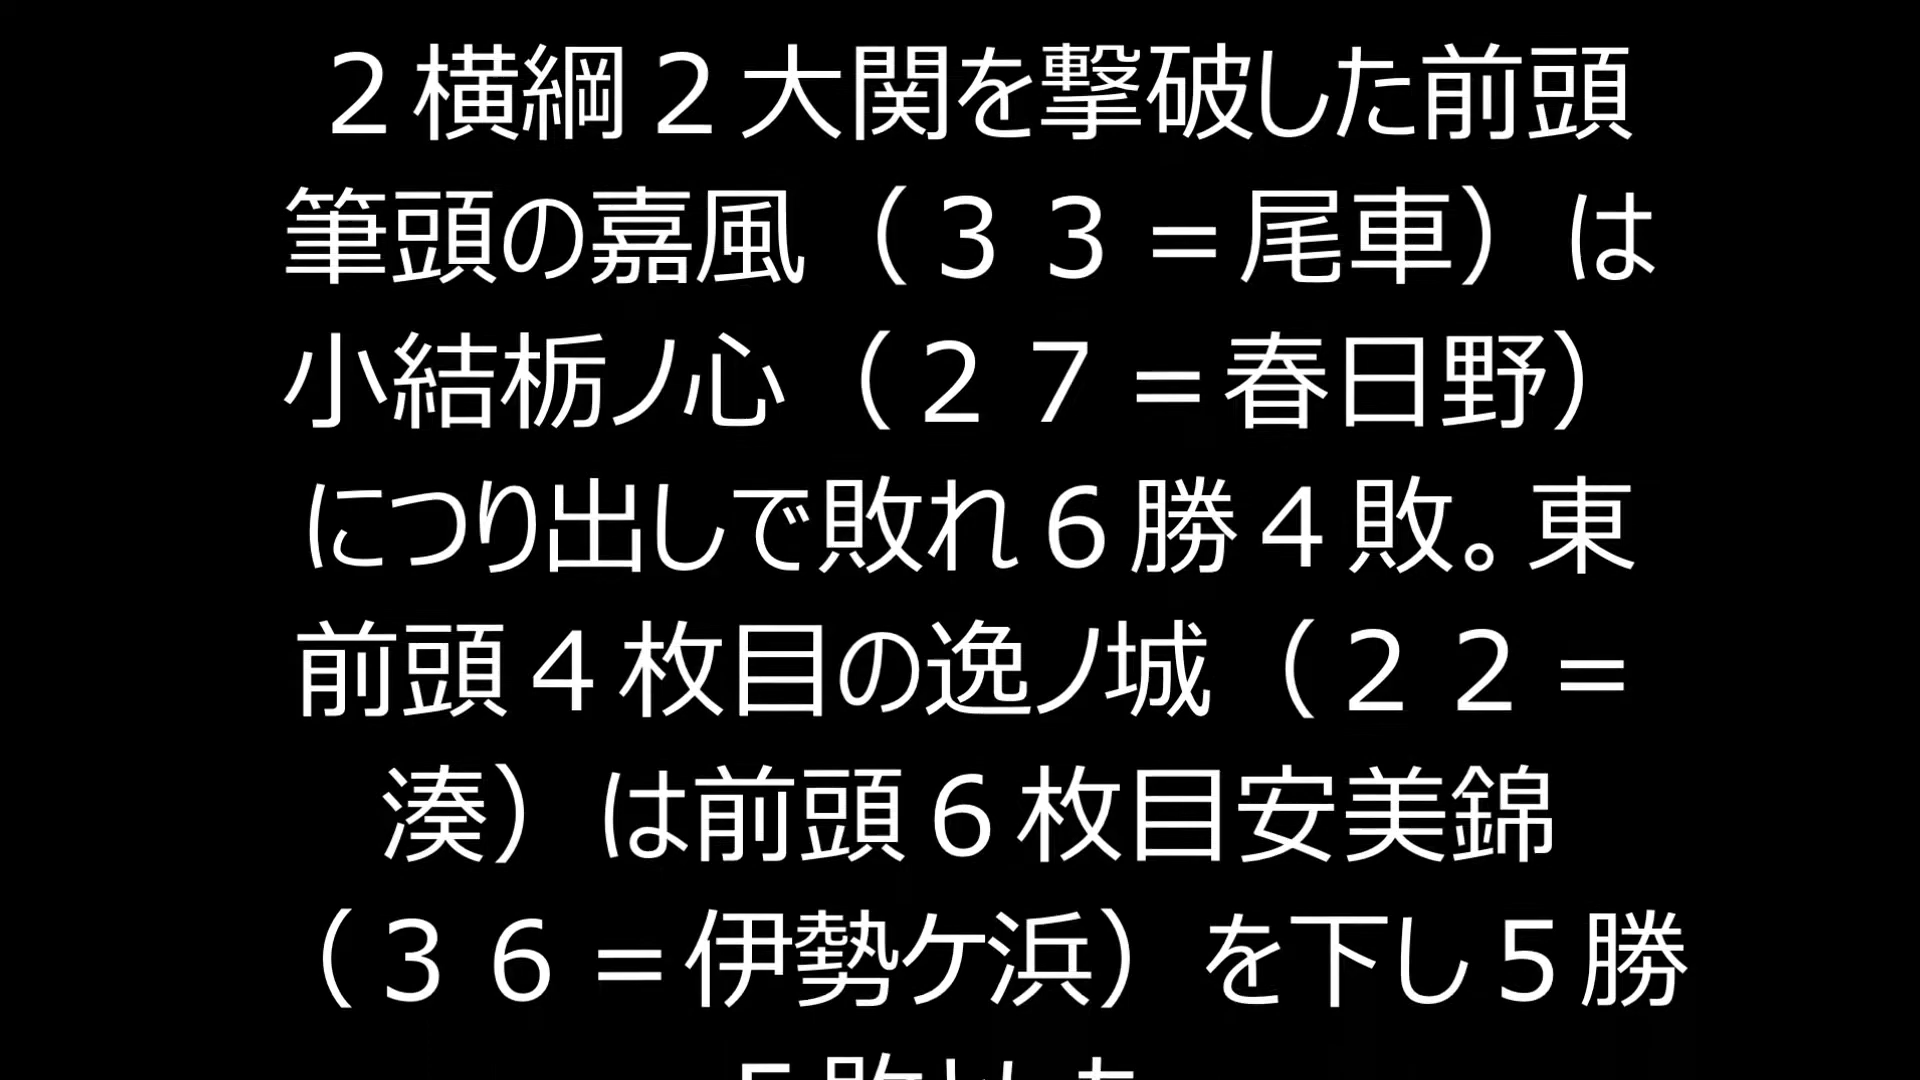 ２横綱２大関を撃破した前頭
筆頭の嘉風（３３＝尾車）は
小結栃ノ心（２７＝春日野）
につり出しで敗れ６勝４敗。東
前頭４枚目の逸ノ城（２２＝
湊）は前頭６枚目安美錦
（３６＝伊勢ケ浜）を下し５勝